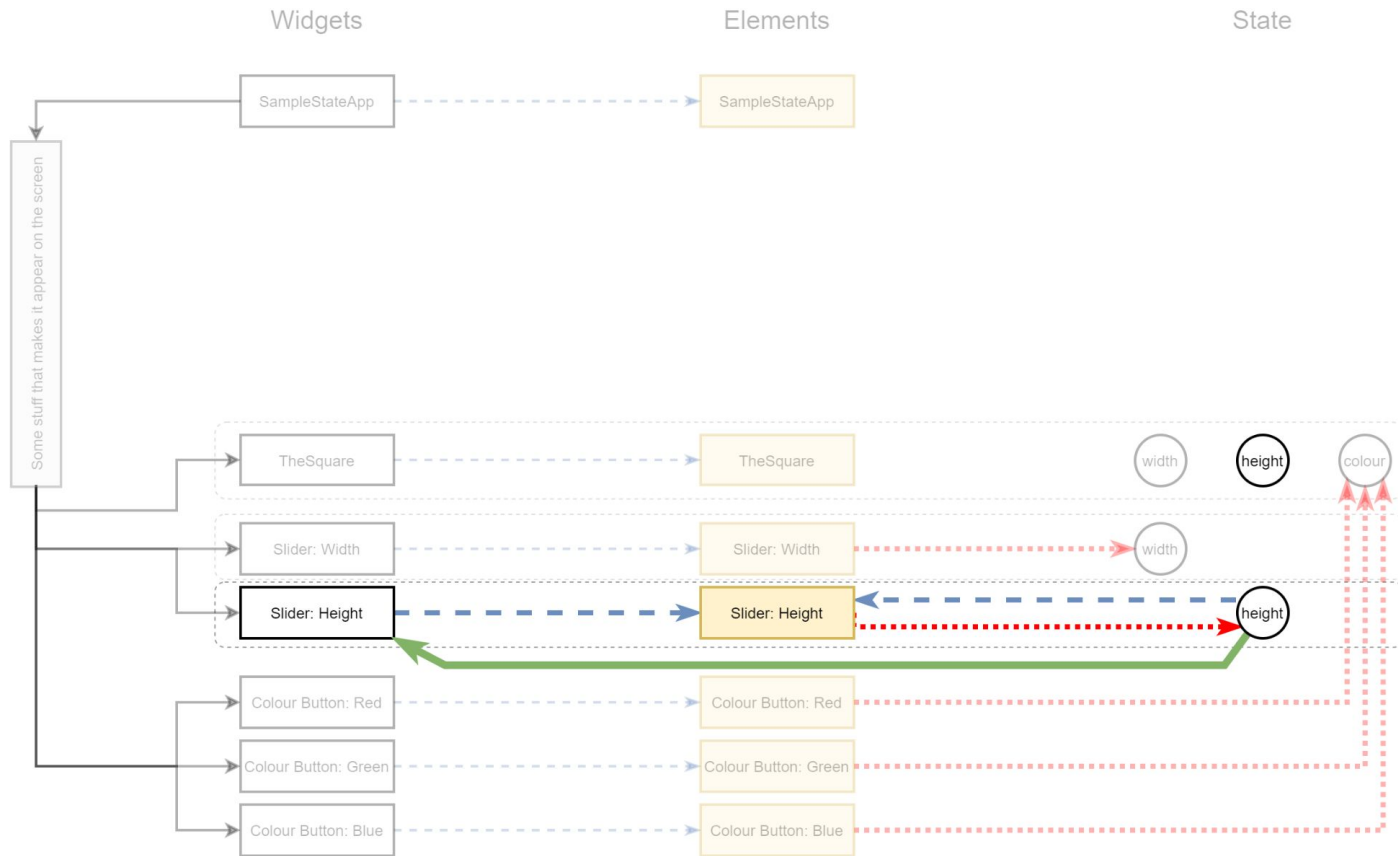 Widgets Elements State
SampleStateApp SampleStateApp
Some stuff that makes it appear on the screen
TheSquare TheSquare width height colour
Slider: Width Slider: Width width
Slider: Height Slider: Height height
Colour Button: Red Colour Button: Red
Colour Button: Green Colour Button: Green
Colour Button: Blue Colour Button: Blue